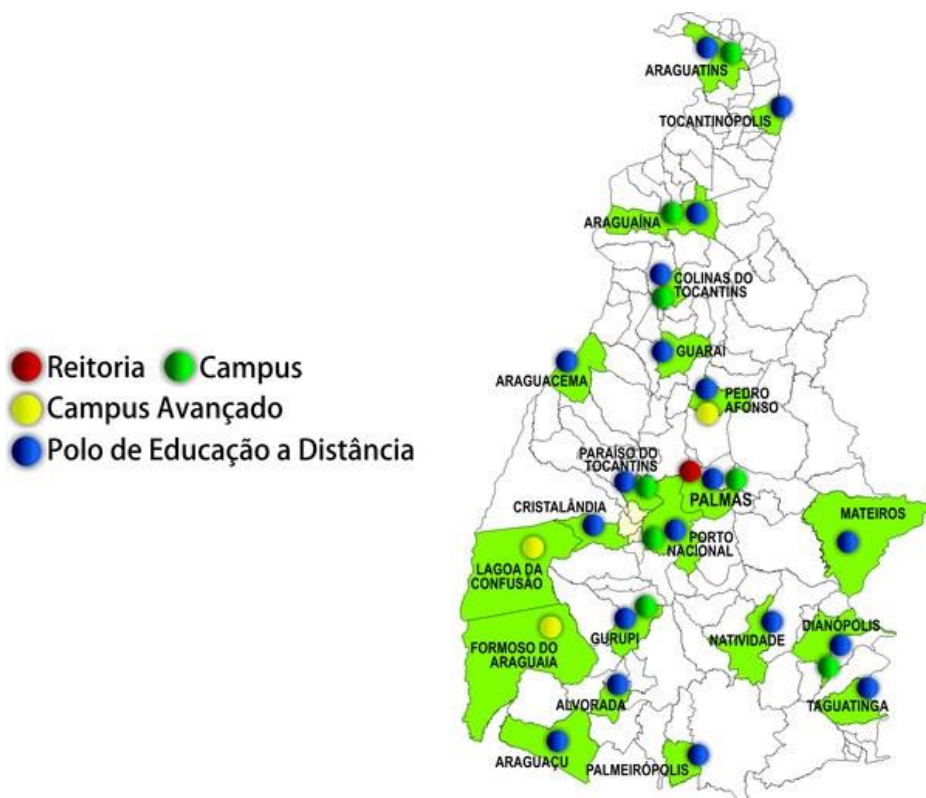 Reitoria
Campus
Campus Avançado
Polo de Educação a Distância
ARAGUATINS
TOCANTINÓPOLIS
ARAGUAÍNA
COLINAS DO
TOCANTINS
GUARAÍ
ARAGUACEMA
PEDRO
AFONSO
PARAÍSO DO
TOCANTINS
PALMAS
CRISTALÂNDIA
MATEIROS
PORTO
NACIONAL
LAGOA DA
CONFUSÃO
GURUPI
NATIVIDADE
DIANÓPOLIS
FORMOSO DO
ARAGUAIA
ALVORADA
TAGUATINGA
ARAGUAÇU
PALMEIRÓPOLIS